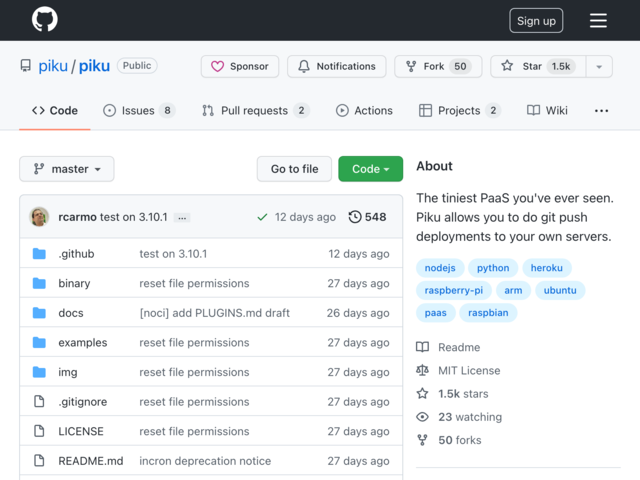 Sign up
piku / piku Public
Sponsor Notifications Fork 50 Star 1.5k
Code Issues 8 Pull requests 2 Actions Projects 2 Wiki ...
master Go to file Code
rcarmo test on 3.10.1 ... 12 days ago 548
.github test on 3.10.1 12 days ago
binary reset file permissions 27 days ago
docs [noci] add PLUGINS.md draft 26 days ago
examples reset file permissions 27 days ago
img reset file permissions 27 days ago
.gitignore reset file permissions 27 days ago
LICENSE reset file permissions 27 days ago
README.md incron deprecation notice 27 days ago
About
The tiniest PaaS you've ever seen.
Piku allows you to do git push
deployments to your own servers.
nodejs python heroku
raspberry-pi arm ubuntu
paas raspbian
Readme
MIT License
1.5k stars
23 watching
50 forks